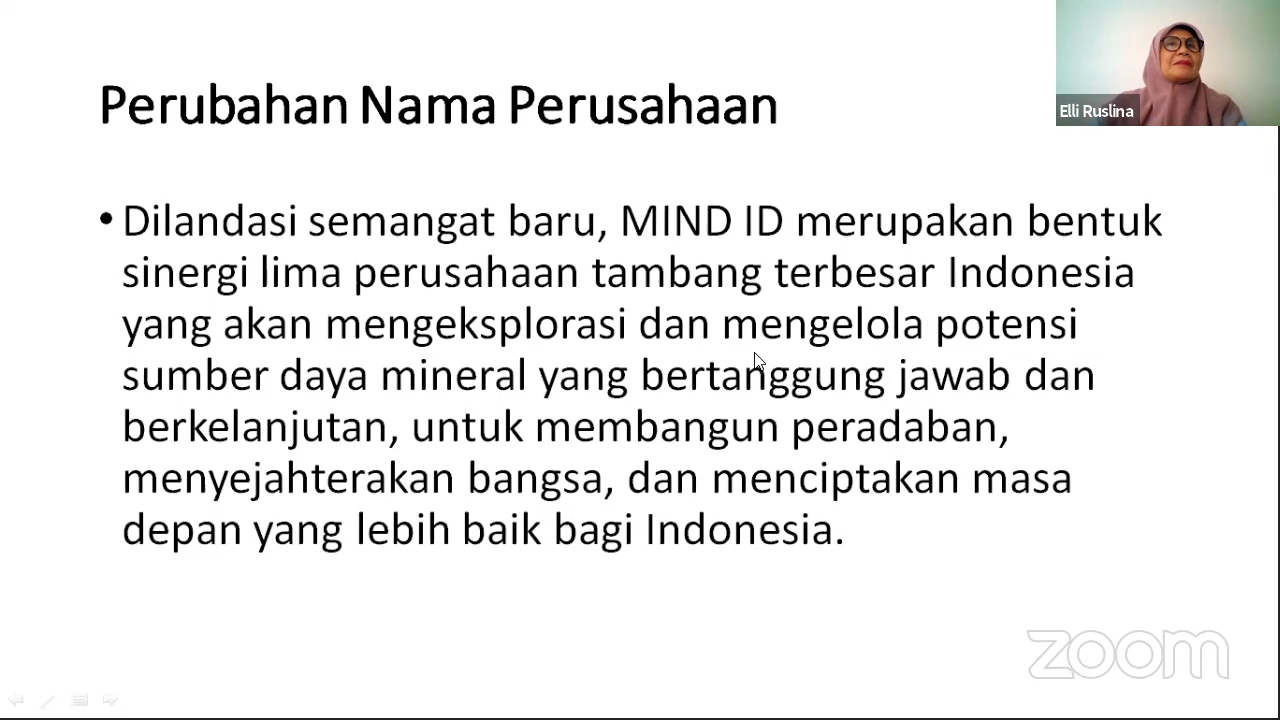 Perubahan Nama Perusahaan
Elli Ruslina
• Dilandasi semangat baru, MIND ID merupakan bentuk
sinergi lima perusahaan tambang terbesar Indonesia
yang akan mengeksplorasi dan mengelola potensi
sumber daya mineral yang bertanggung jawab dan
berkelanjutan, untuk membangun peradaban,
menyejahterakan bangsa, dan menciptakan masa
depan yang lebih baik bagi Indonesia.
zoom